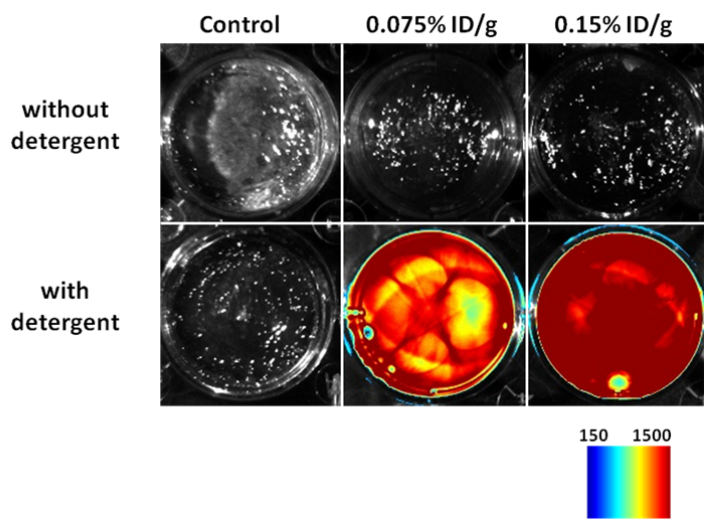 Control 0.075% ID/g 0.15% ID/g
without
detergent
with
detergent
150 1500